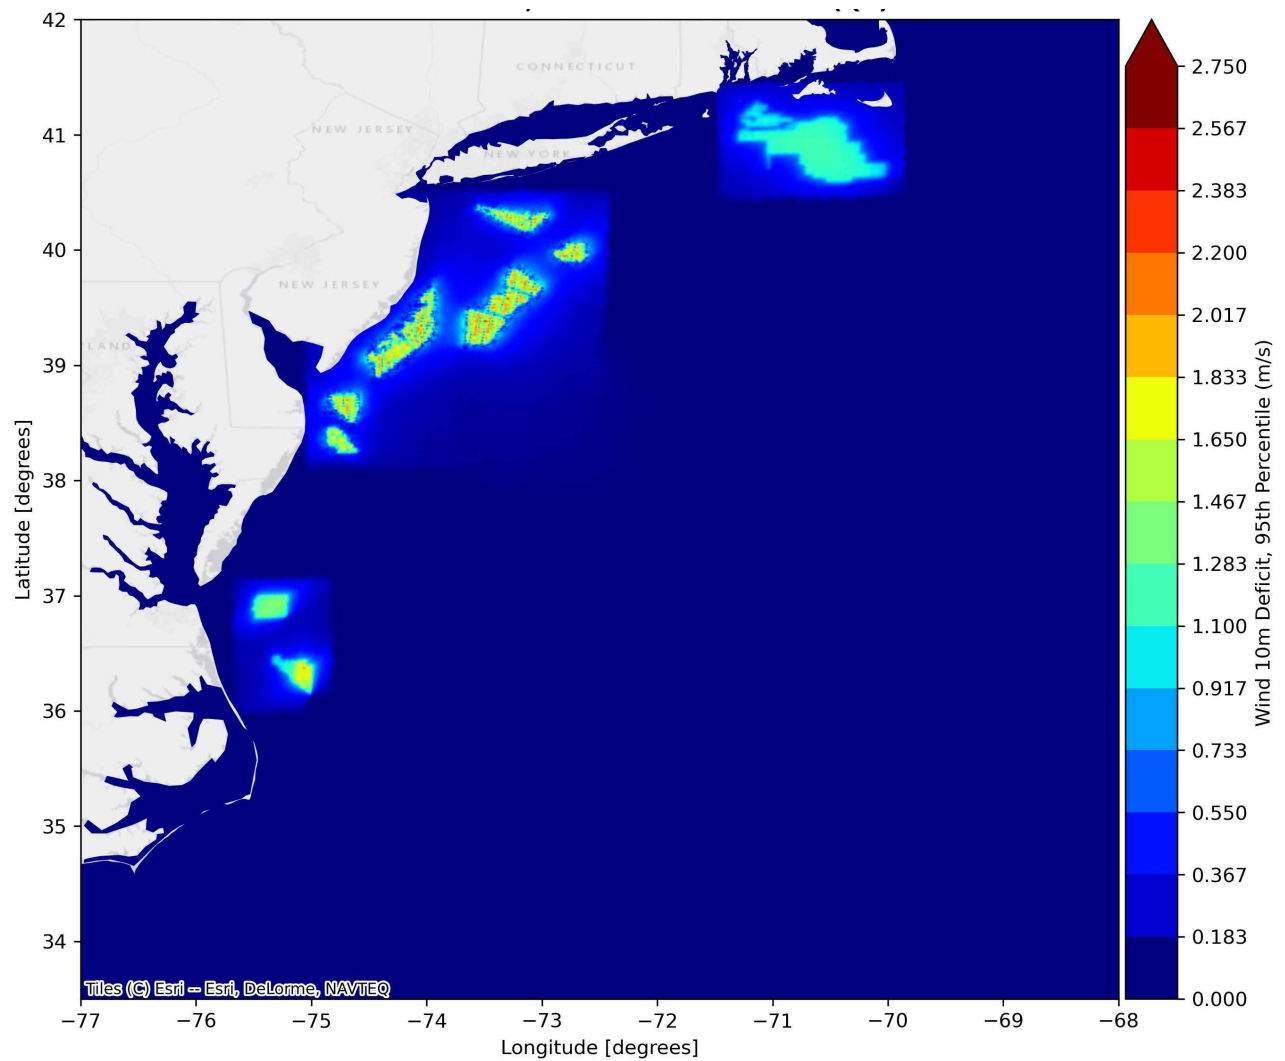 CONNECTICUT
NEW JERSEY
NEW YORK
NEW JERSEY
LAND
Tiles (C) Esri -- Esri, DeLorme, NAVTEQ
42
41
40
39
38
37
36
35
34
Latitude [degrees]
−77 −76 −75 −74 −73 −72 −71 −70 −69 −68
Longitude [degrees]
2.750
2.567
2.383
2.200
2.017
1.833
1.650
1.467
1.283
1.100
0.917
0.733
0.550
0.367
0.183
0.000
Wind 10m Deficit, 95th Percentile (m/s)